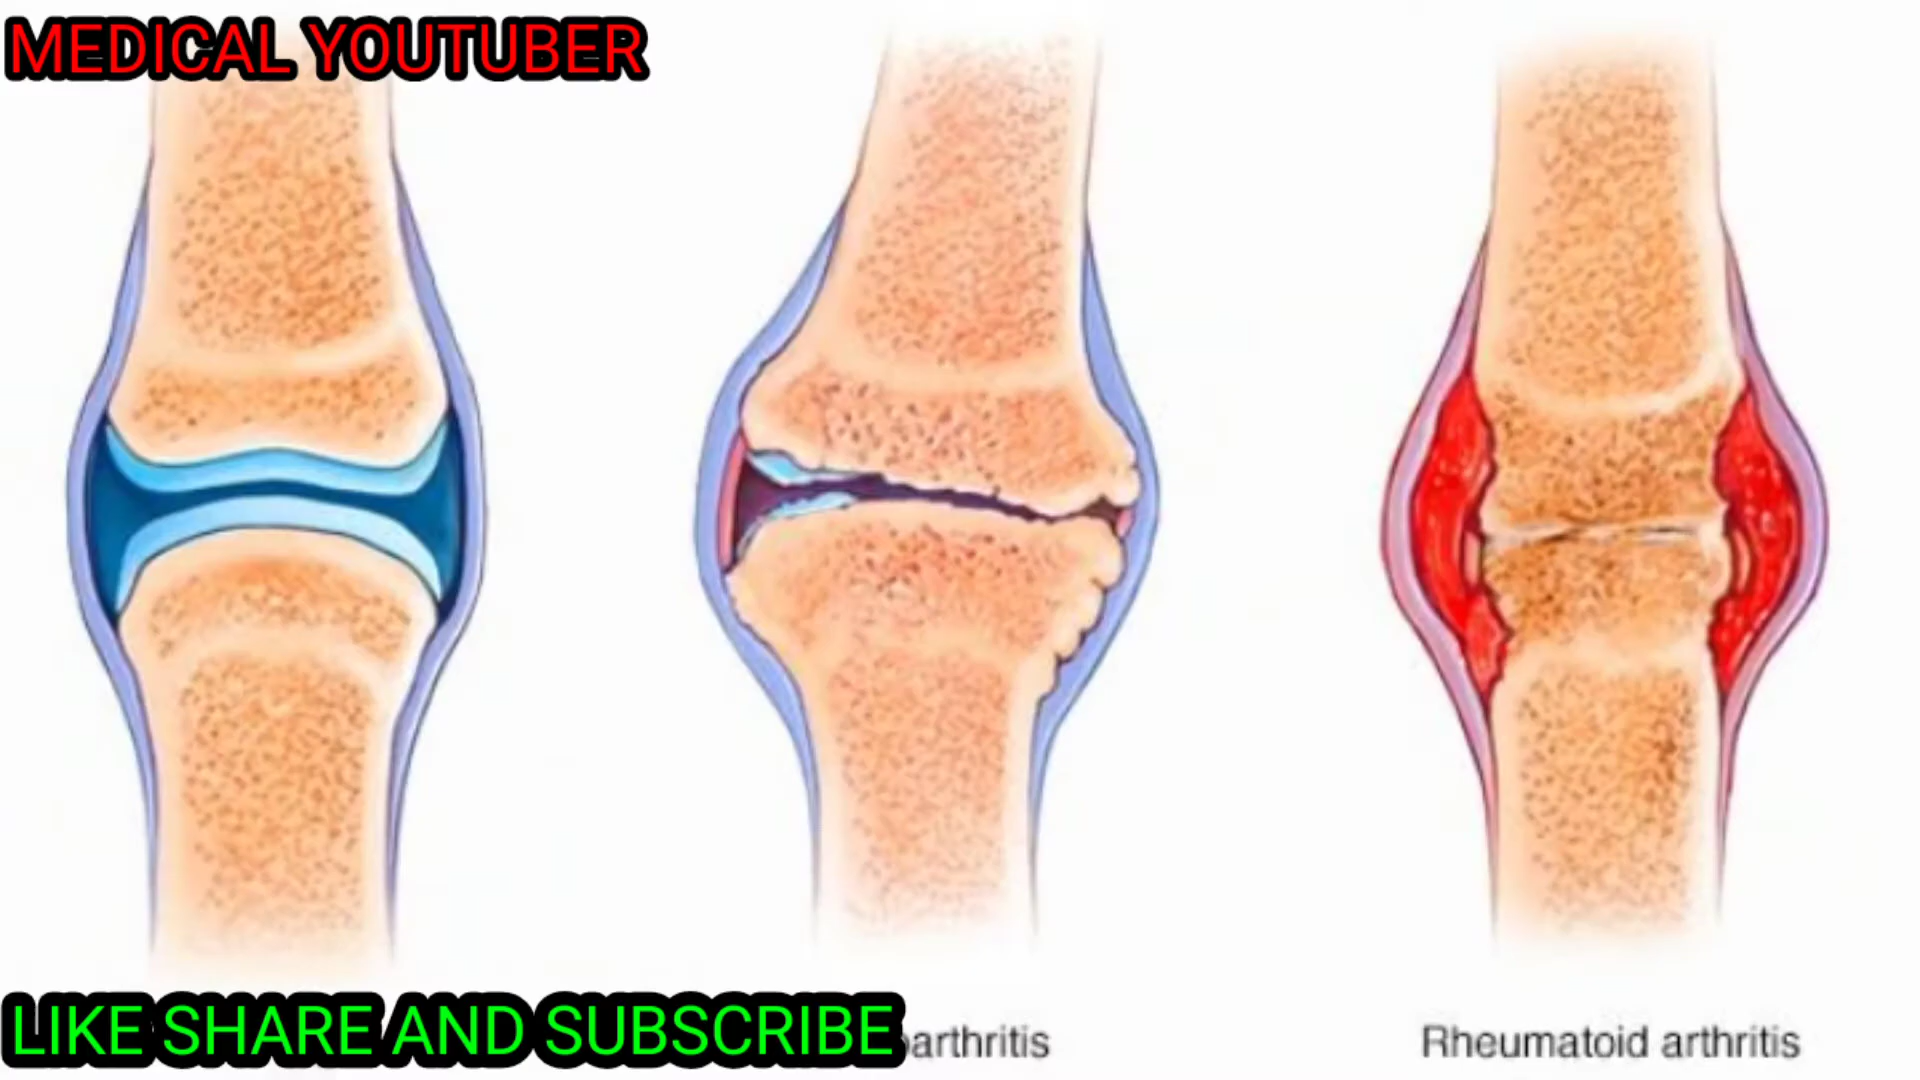 MEDICAL YOUTUBER
LIKE SHARE AND SUBSCRIBE
arthritis
Rheumatoid arthritis